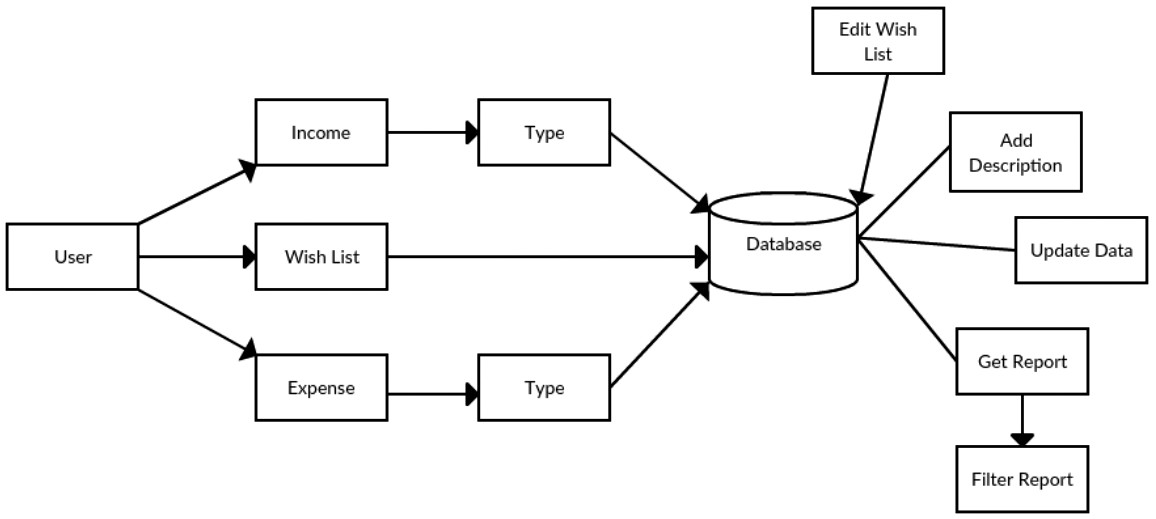 Edit Wish
List
Income
Type
Add
Description
User
Wish List
Database
Update Data
Expense
Type
Get Report
Filter Report